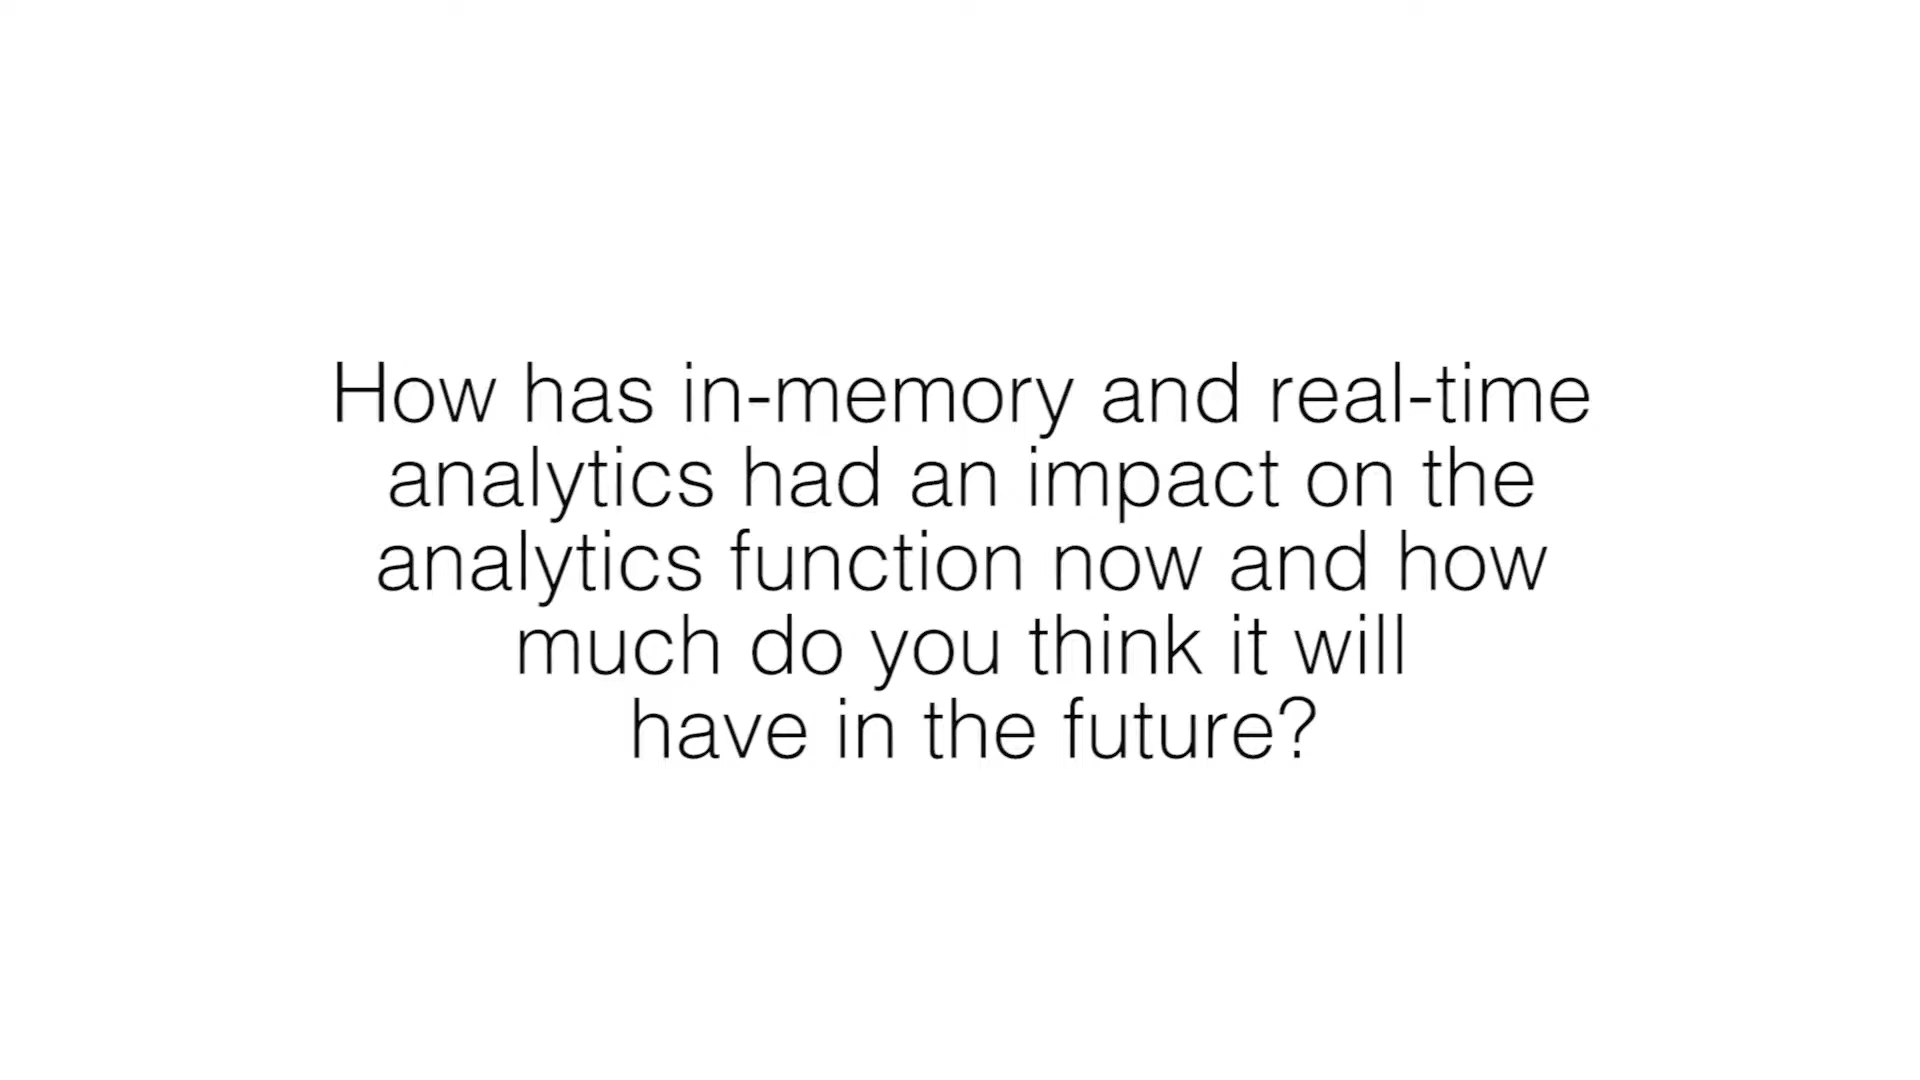 How has in-memory and real-time
analytics had an impact on the
analytics function now and how
much do you think it will
have in the future?